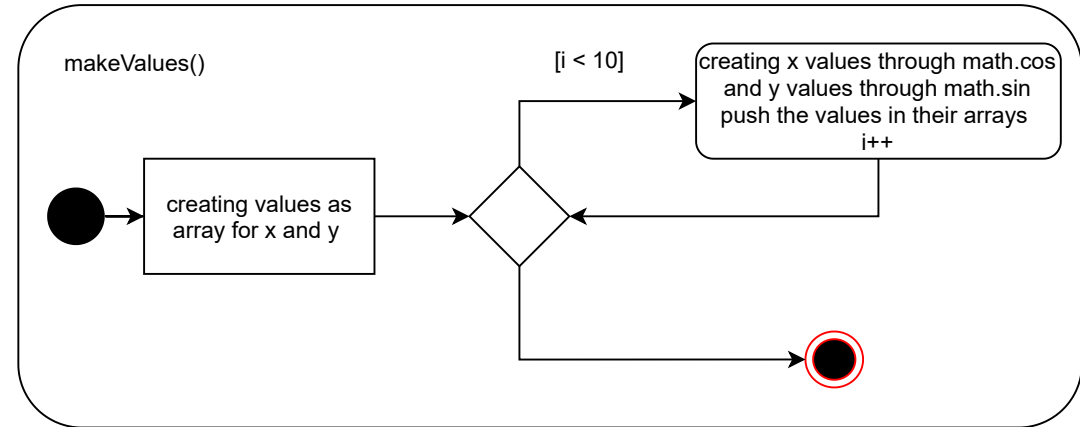 makeValues()
[i < 10]
creating x values through math.cos
and y values through math.sin
push the values in their arrays
i++
creating values as
array for x and y